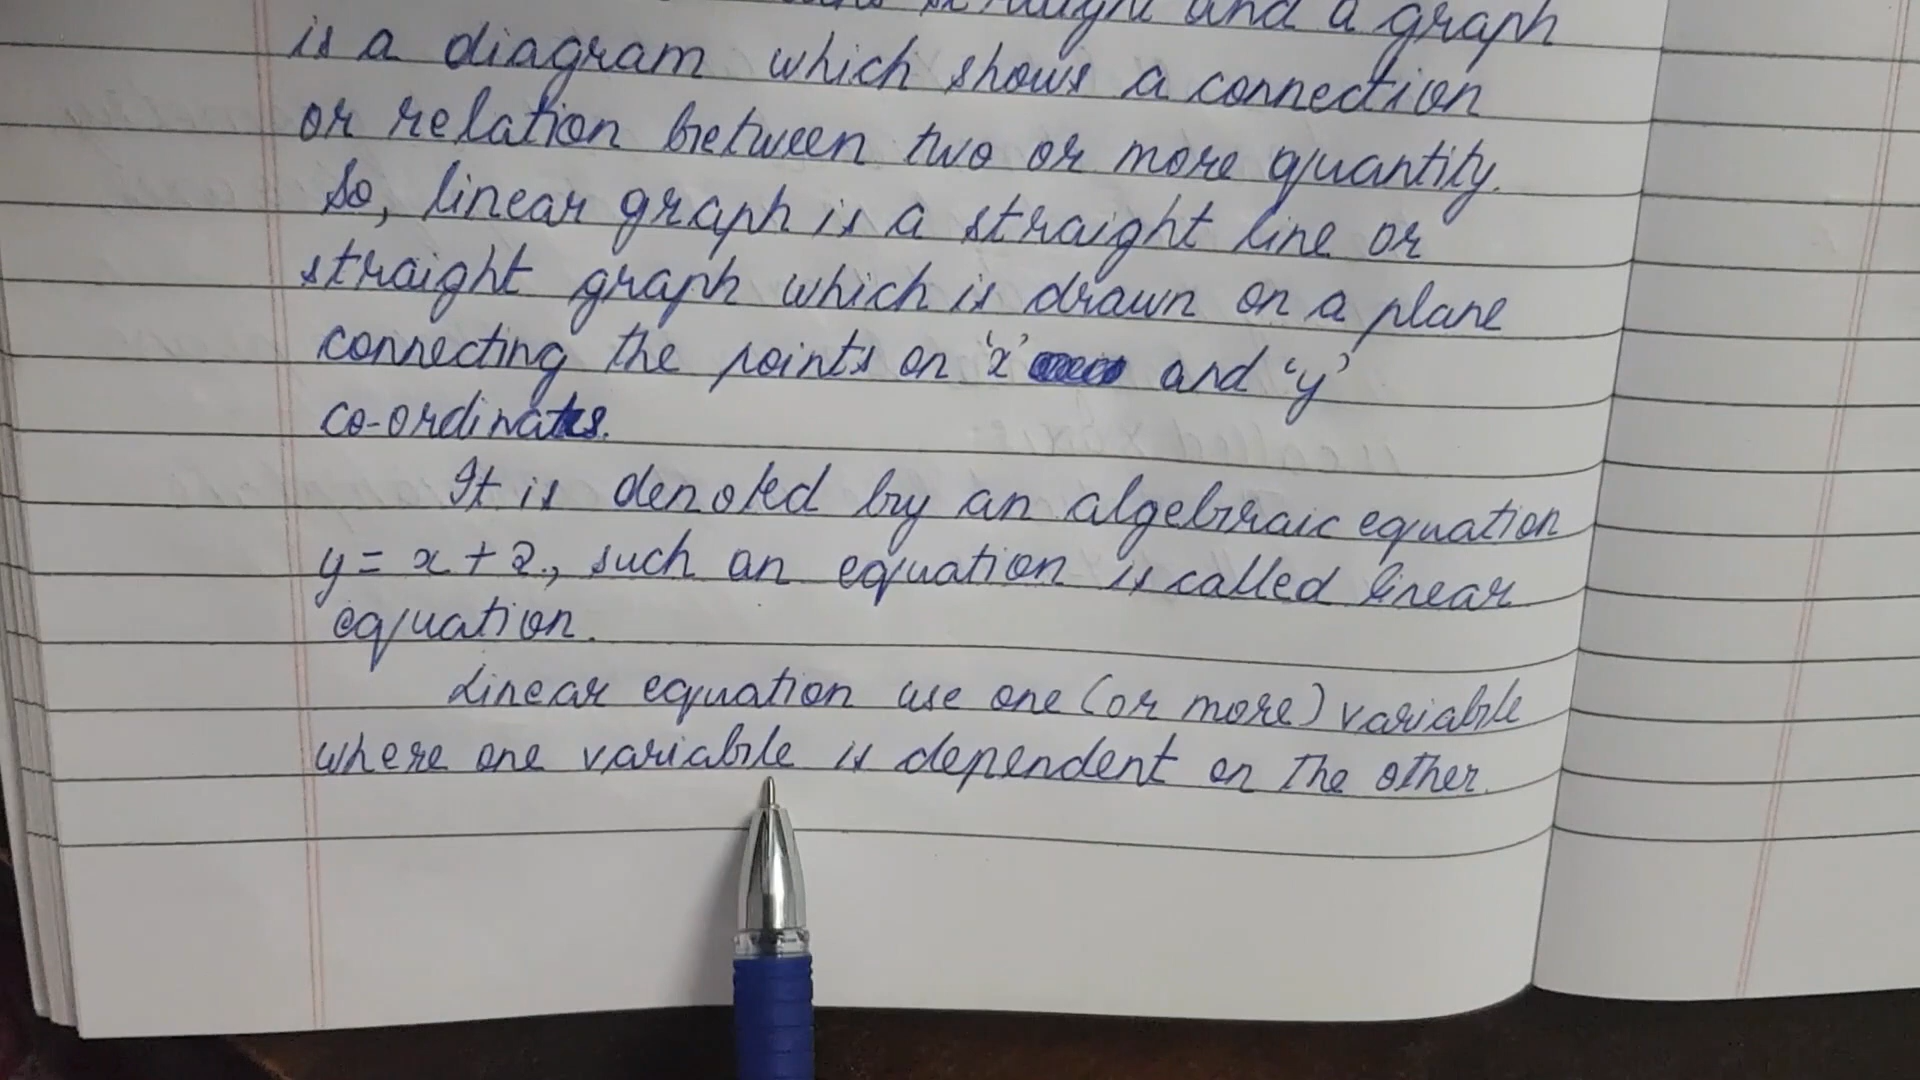 straight and a graph
is a diagram which shows a connection
or relation between two or more quantity.
So, linear graph is a straight line or
straight graph which is drawn on a plane
connecting the points on 'x' and 'y'
co-ordinates.
It is denoted by an algebraic equation
y = x + 2., such an equation is called linear
equation.
Linear equation use one (or more) variable
where one variable is dependent on the other.